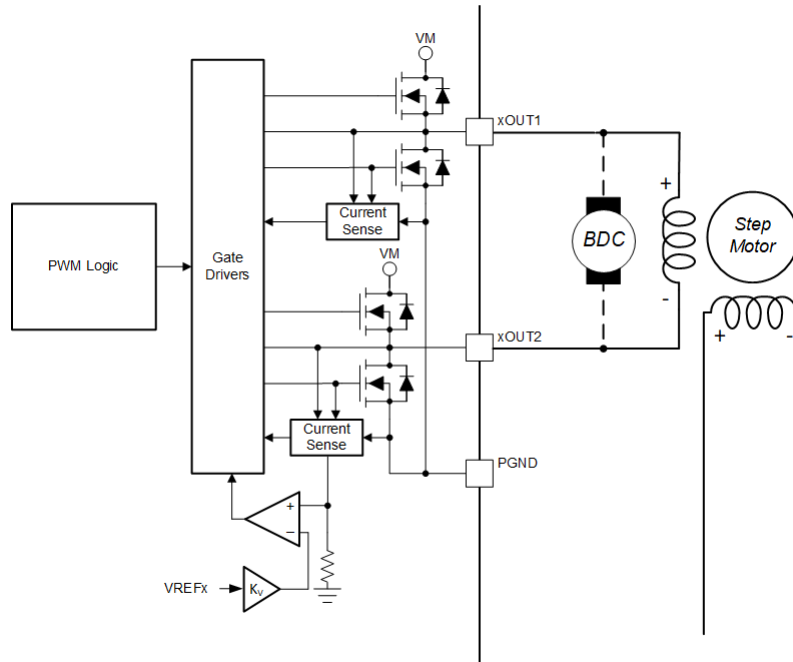 VM
xOUT1
Current
Sense
PWM Logic
Gate
Drivers
VM
+
BDC
-
Step
Motor
xOUT2
+
-
Current
Sense
PGND
+
−
VREFx
KV